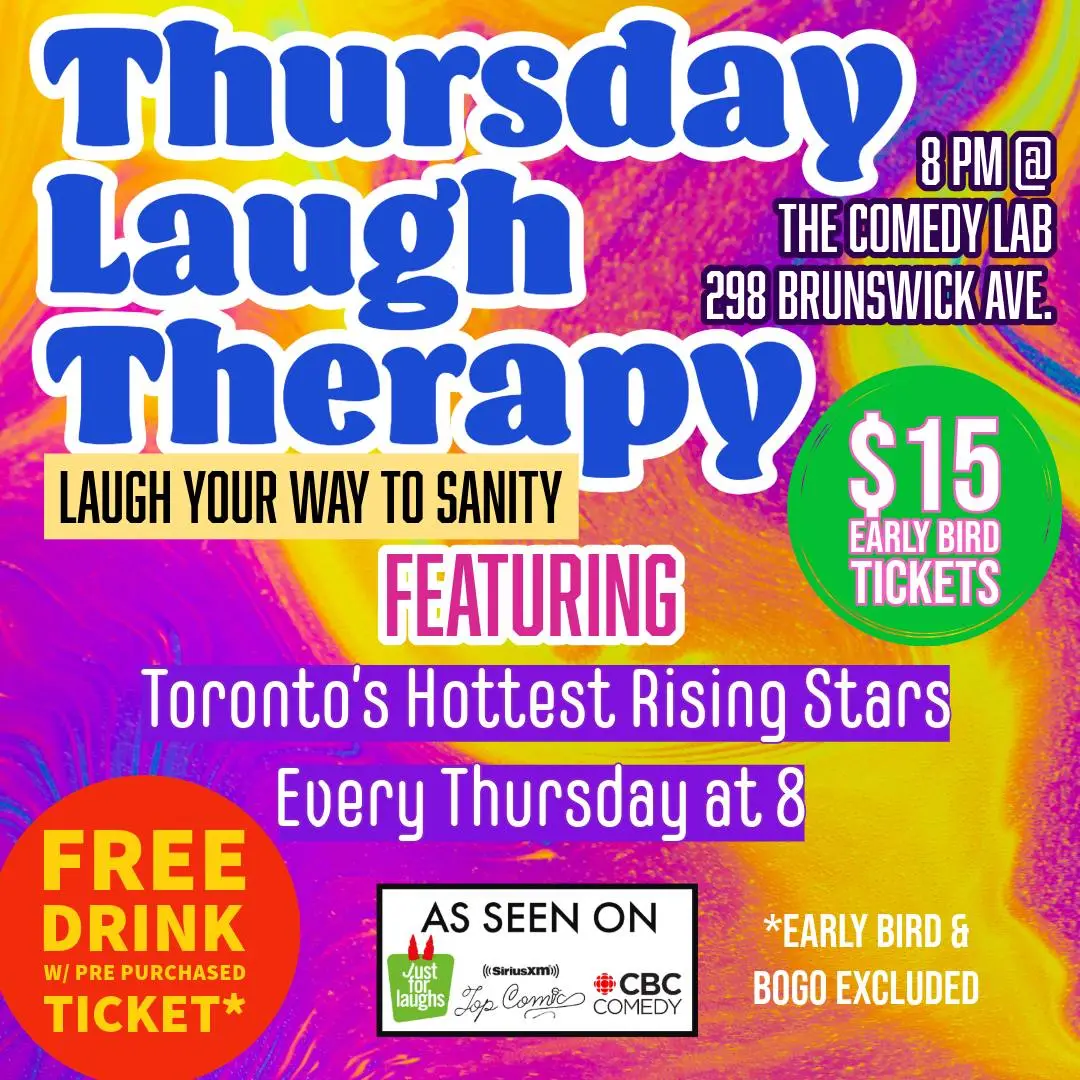 Thursday
Laugh
Therapy
8 PM @
THE COMEDY LAB
298 BRUNSWICK AVE.
LAUGH YOUR WAY TO SANITY
$15
EARLY BIRD
TICKETS
FEATURING
Toronto's Hottest Rising Stars
Every Thursday at 8
FREE
DRINK
W/ PRE PURCHASED
TICKET*
AS SEEN ON
Just
for
laughs
SiriusXM
Top Comic
CBC
COMEDY
*EARLY BIRD &
BOGO EXCLUDED